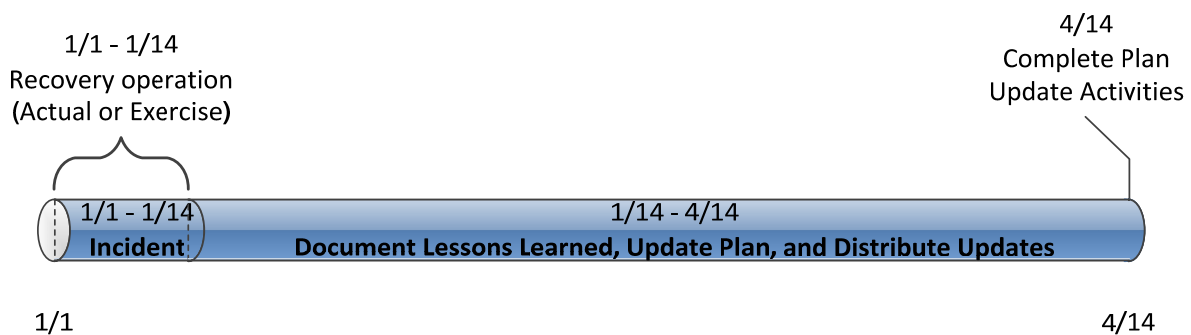 1/1 - 1/14
Recovery operation
(Actual or Exercise)
4/14
Complete Plan
Update Activities
1/1 - 1/14
Incident
1/14 - 4/14
Document Lessons Learned, Update Plan, and Distribute Updates
1/1
4/14